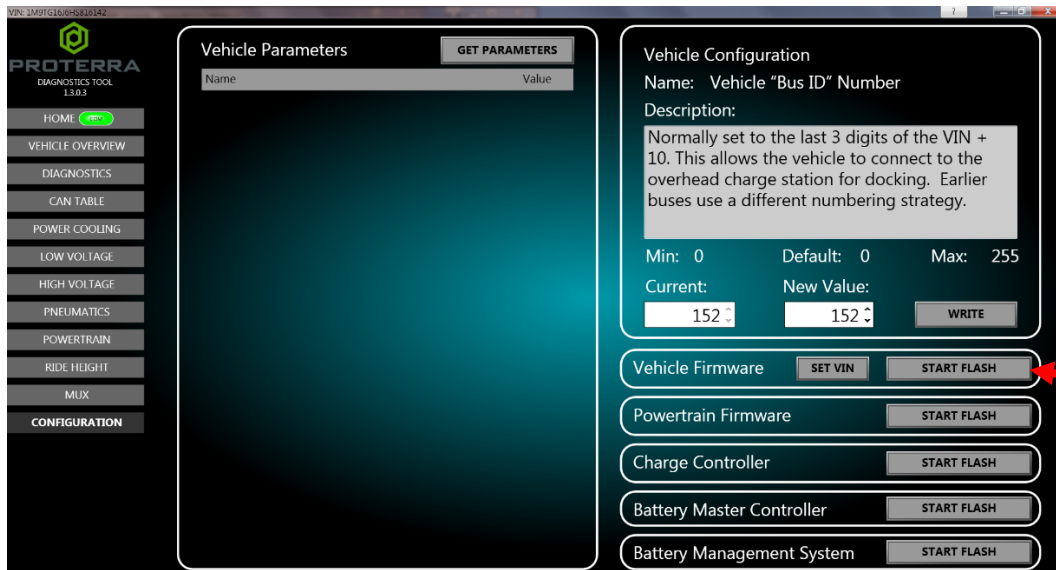 VIN: 1M9TG16J6HS816142
?
PROTERRA
DIAGNOSTICS TOOL
1.3.0.3
HOME
VEHICLE OVERVIEW
DIAGNOSTICS
CAN TABLE
POWER COOLING
LOW VOLTAGE
HIGH VOLTAGE
PNEUMATICS
POWERTRAIN
RIDE HEIGHT
MUX
CONFIGURATION
Vehicle Parameters GET PARAMETERS
Name Value
Vehicle Configuration
Name: Vehicle "Bus ID" Number
Description:
Normally set to the last 3 digits of the VIN +
10. This allows the vehicle to connect to the
overhead charge station for docking. Earlier
buses use a different numbering strategy.
Min: 0 Default: 0 Max: 255
Current: New Value:
152 152 WRITE
Vehicle Firmware SET VIN START FLASH
Powertrain Firmware START FLASH
Charge Controller START FLASH
Battery Master Controller START FLASH
Battery Management System START FLASH